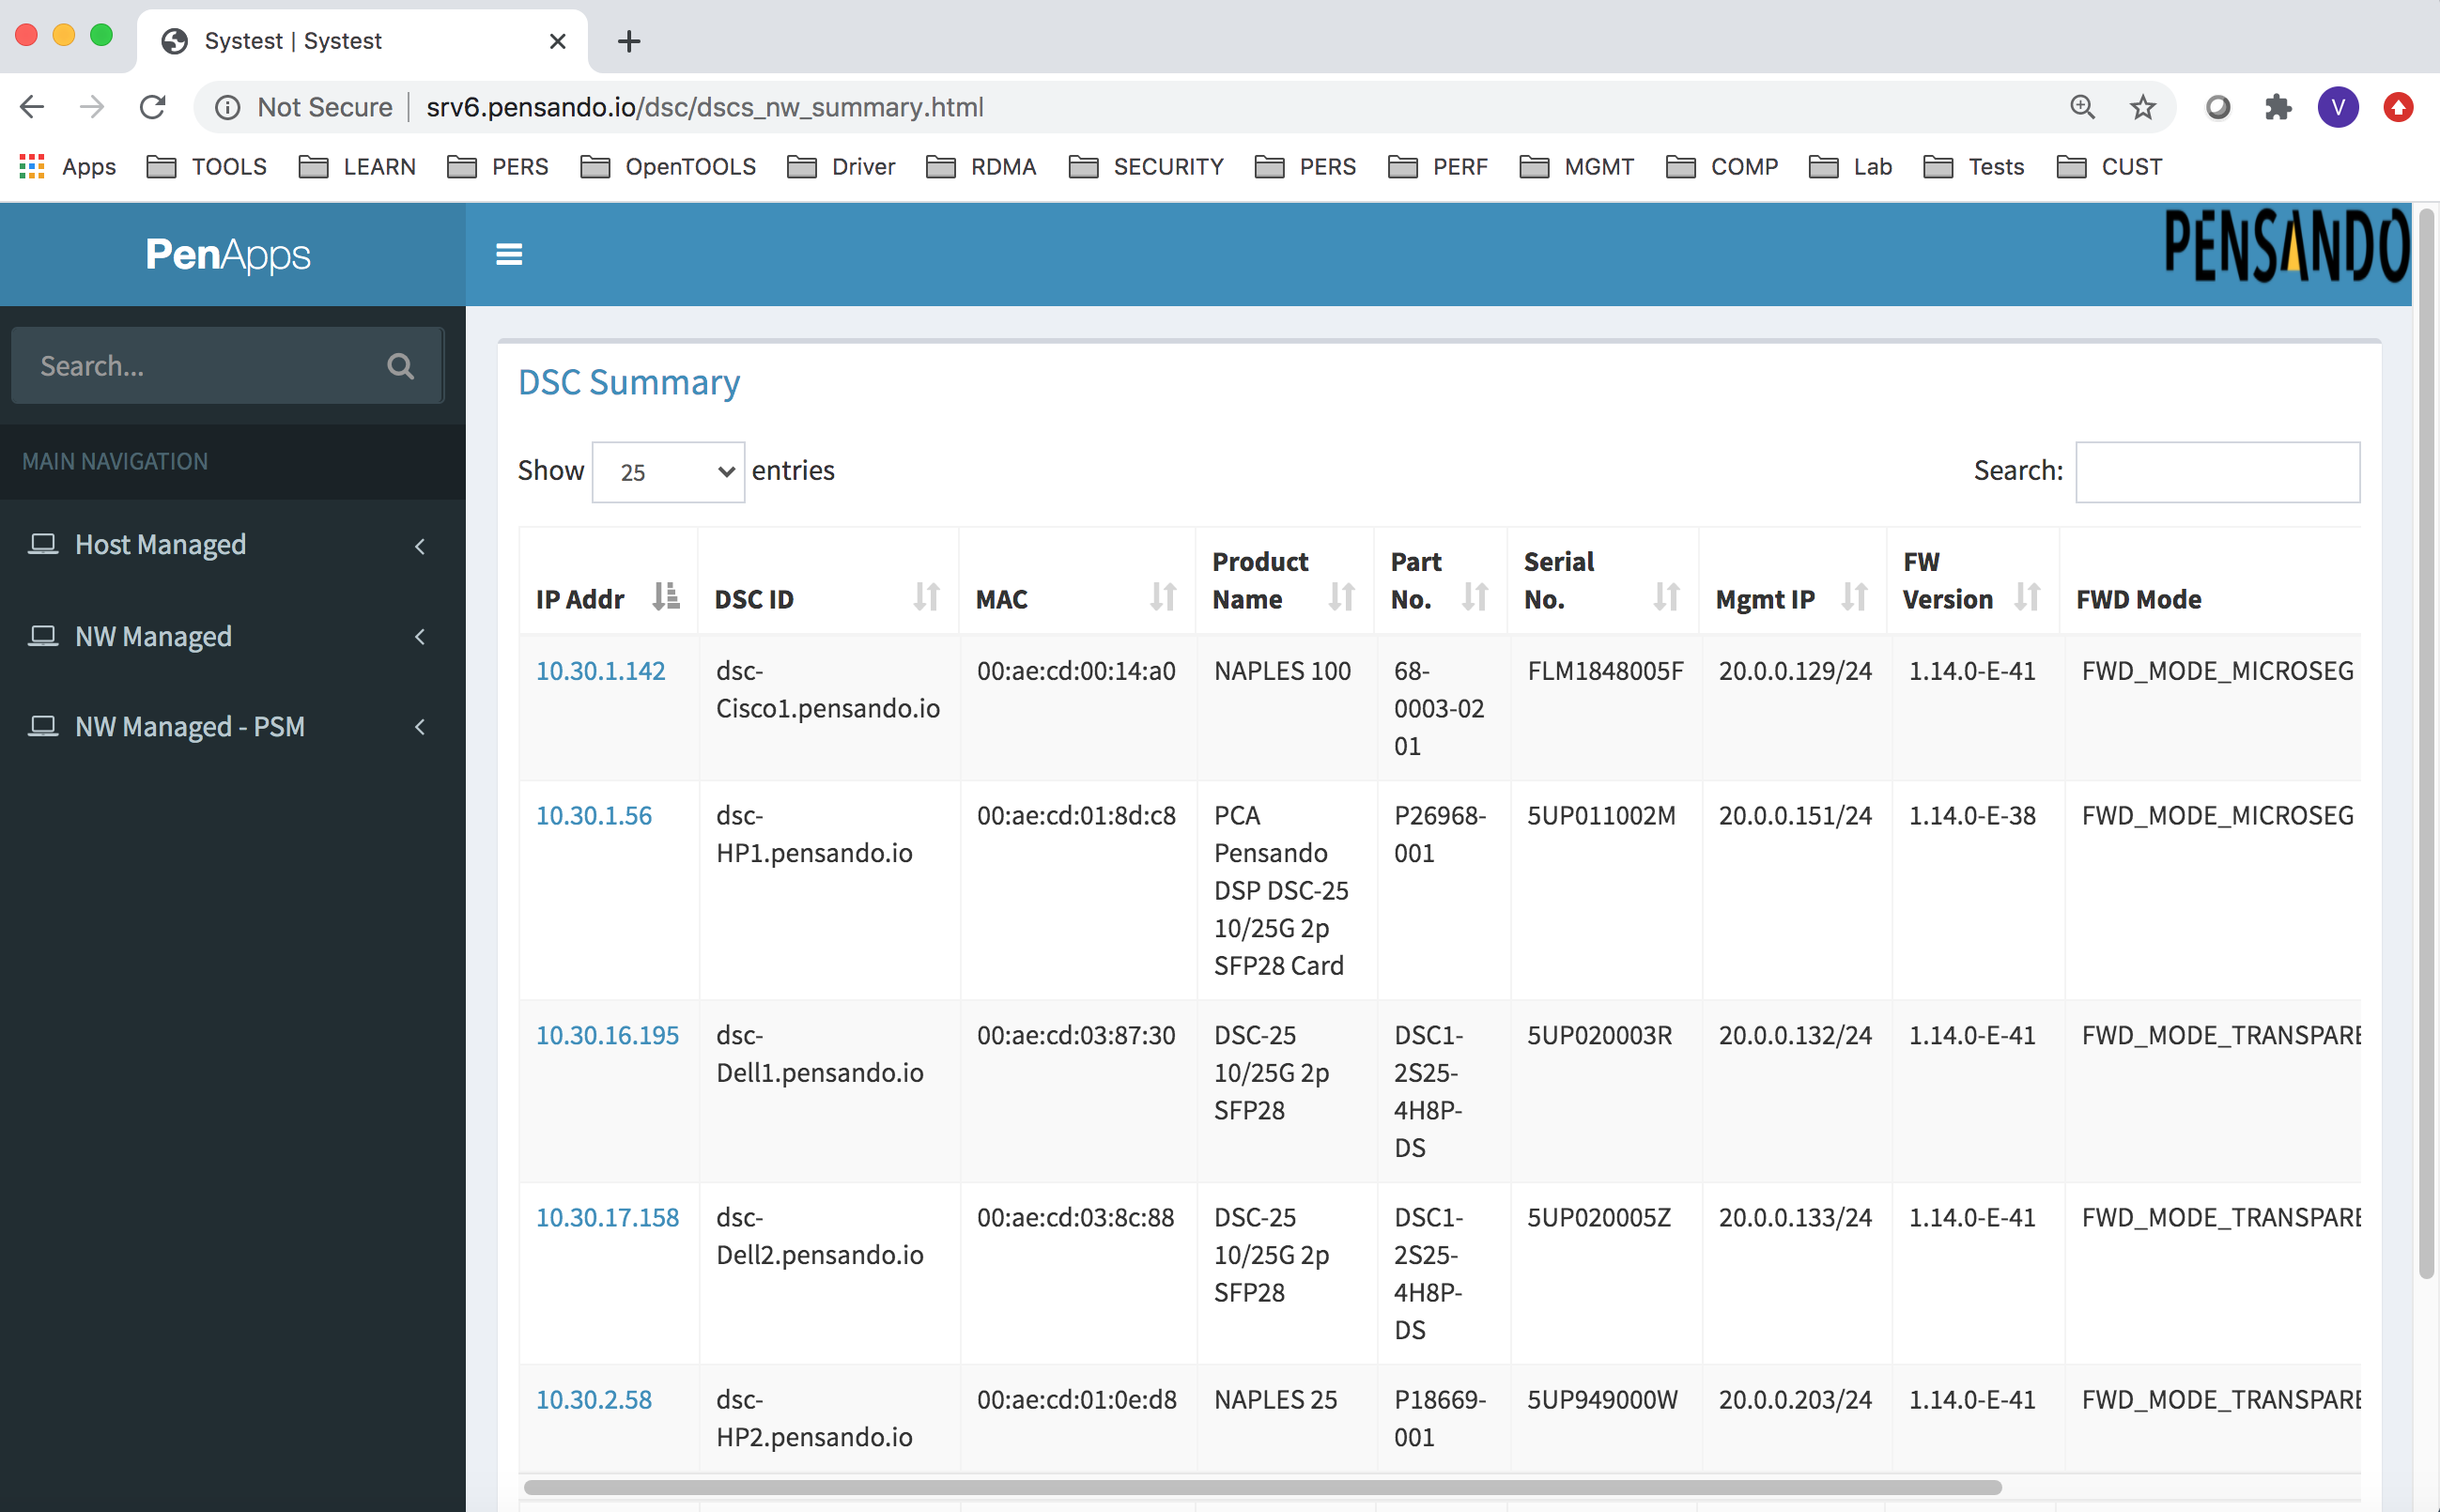 Systest | Systest
Not Secure | srv6.pensando.io/dsc/dscs_nw_summary.html
V
Apps TOOLS LEARN PERS OpenTOOLS Driver RDMA SECURITY PERS PERF MGMT COMP Lab Tests CUST
PenApps
PENSANDO
Search...
MAIN NAVIGATION
Host Managed
NW Managed
NW Managed - PSM
DSC Summary
Show 25 entries
Search:
IP Addr DSC ID MAC Product Name Part No. Serial No. Mgmt IP FW Version FWD Mode
10.30.1.142 dsc- 00:ae:cd:00:14:a0 NAPLES 100 68- FLM1848005F 20.0.0.129/24 1.14.0-E-41 FWD_MODE_MICROSEG
Cisco1.pensando.io 0003-02
01
10.30.1.56 dsc- 00:ae:cd:01:8d:c8 PCA P26968- 5UP011002M 20.0.0.151/24 1.14.0-E-38 FWD_MODE_MICROSEG
HP1.pensando.io Pensando 001
DSP DSC-25
10/25G 2p
SFP28 Card
10.30.16.195 dsc- 00:ae:cd:03:87:30 DSC-25 DSC1- 5UP020003R 20.0.0.132/24 1.14.0-E-41 FWD_MODE_TRANSPARE
Dell1.pensando.io 10/25G 2p 2S25-
SFP28 4H8P-
DS
10.30.17.158 dsc- 00:ae:cd:03:8c:88 DSC-25 DSC1- 5UP020005Z 20.0.0.133/24 1.14.0-E-41 FWD_MODE_TRANSPARE
Dell2.pensando.io 10/25G 2p 2S25-
SFP28 4H8P-
DS
10.30.2.58 dsc- 00:ae:cd:01:0e:d8 NAPLES 25 P18669- 5UP949000W 20.0.0.203/24 1.14.0-E-41 FWD_MODE_TRANSPARE
HP2.pensando.io 001